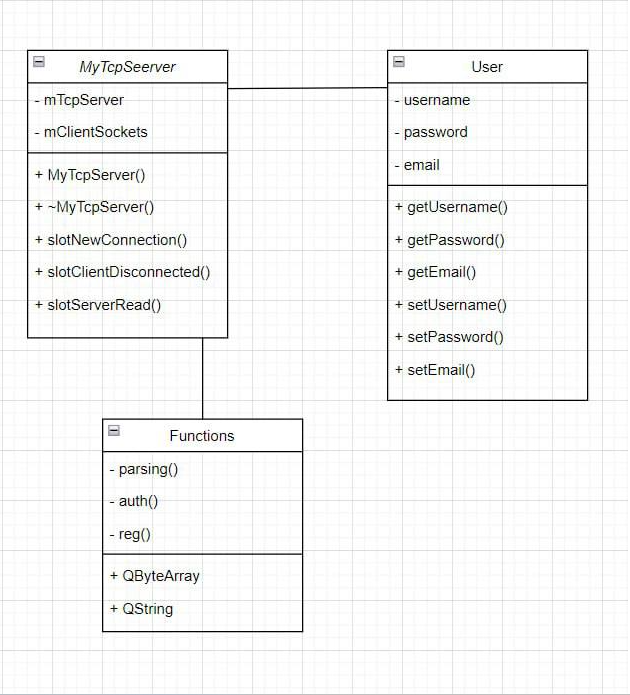 MyTcpSeerver
- mTcpServer
- mClientSockets
+ MyTcpServer()
+ ~MyTcpServer()
+ slotNewConnection()
+ slotClientDisconnected()
+ slotServerRead()
User
- username
- password
- email
+ getUsername()
+ getPassword()
+ getEmail()
+ setUsername()
+ setPassword()
+ setEmail()
Functions
- parsing()
- auth()
- reg()
+ QByteArray
+ QString